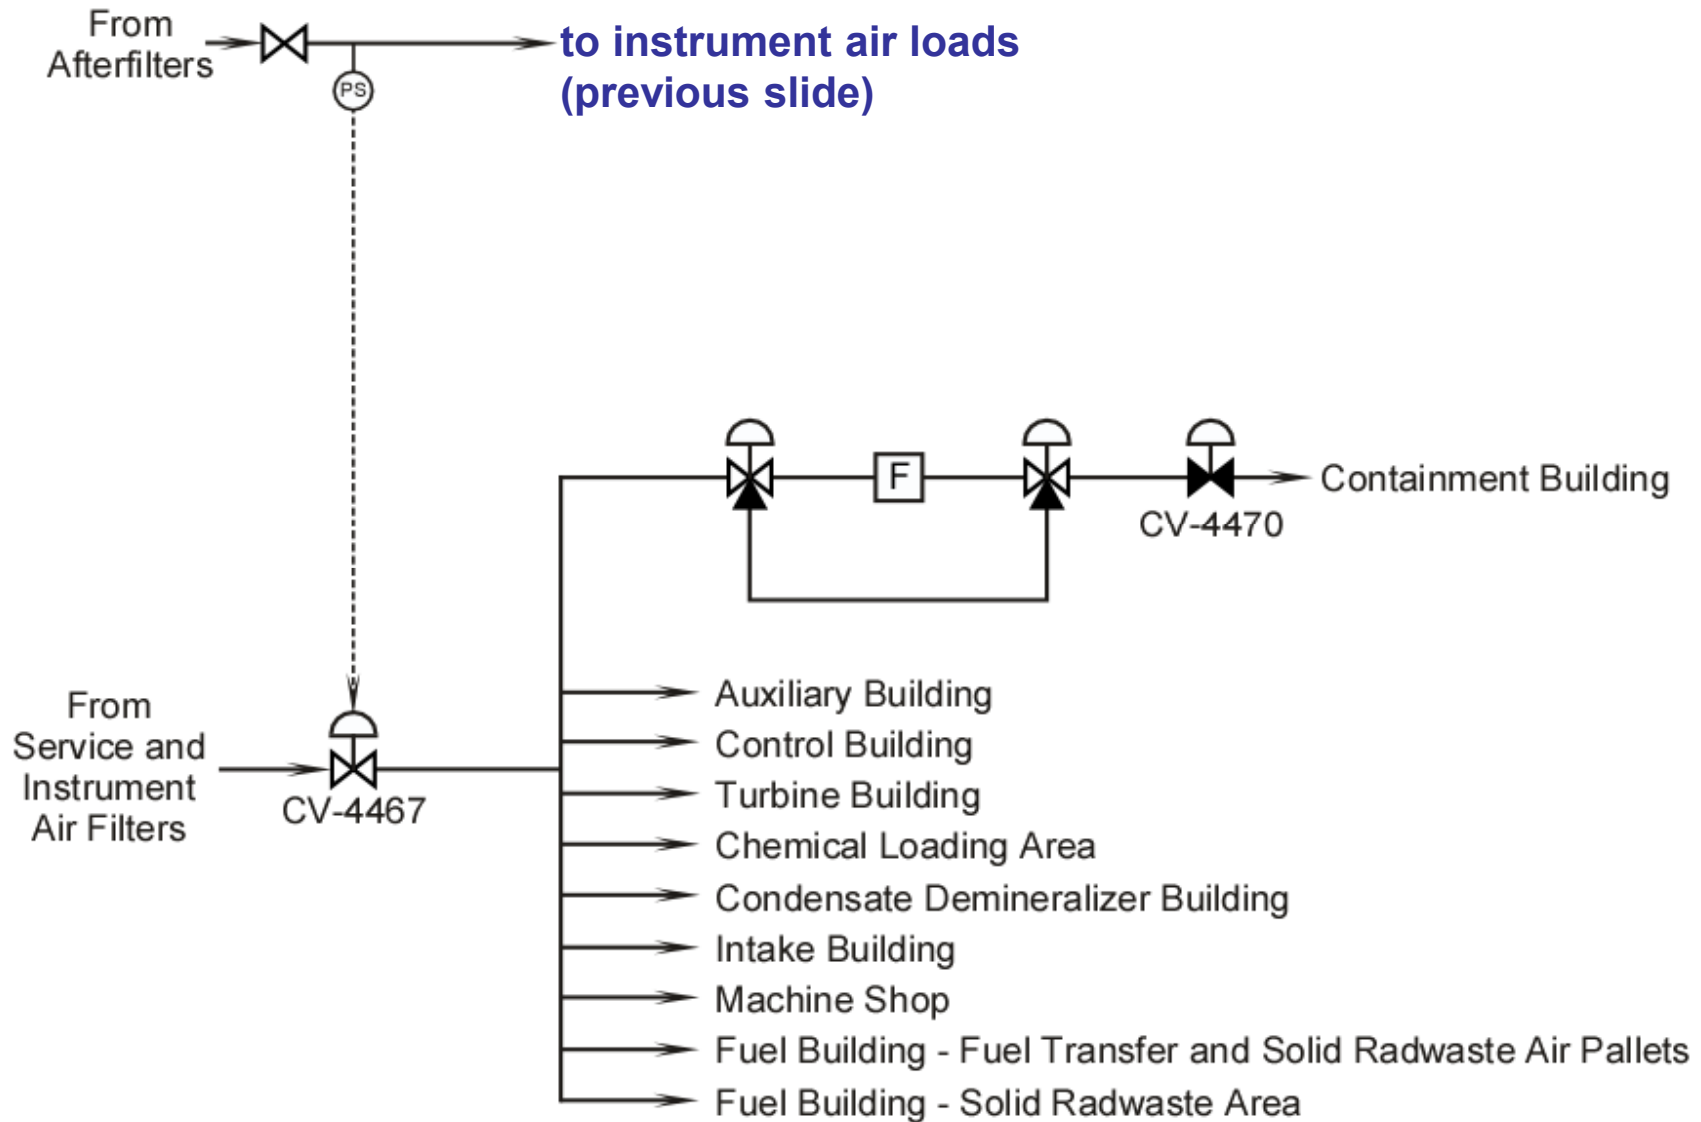 From
Afterfilters
to instrument air loads
(previous slide)
PS
F
Containment Building
CV-4470
From
Service and
Instrument
Air Filters
CV-4467
Auxiliary Building
Control Building
Turbine Building
Chemical Loading Area
Condensate Demineralizer Building
Intake Building
Machine Shop
Fuel Building - Fuel Transfer and Solid Radwaste Air Pallets
Fuel Building - Solid Radwaste Area